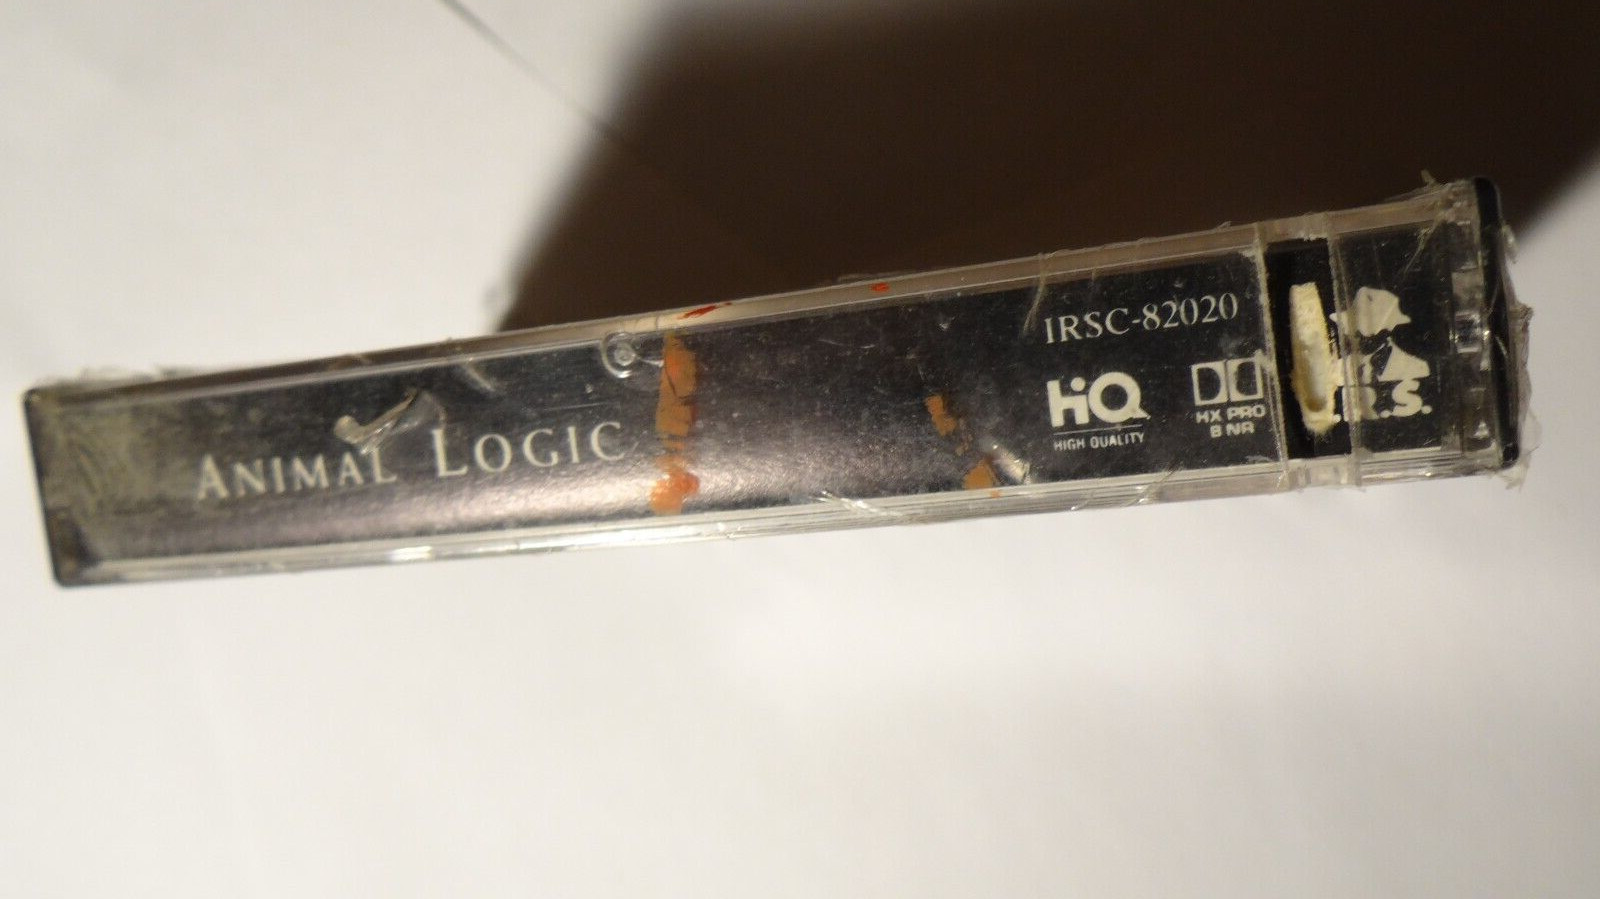 ANIMAL LOGIC
IRSC-82020
HiQ
HIGH QUALITY
HX PRO
B NR
I.R.S.